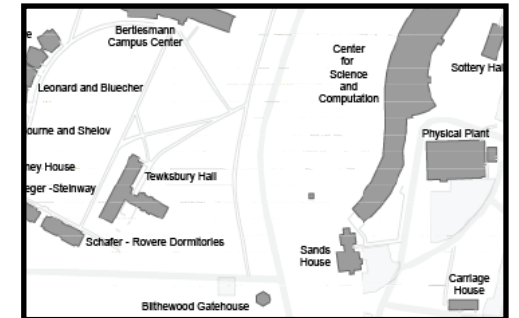 Bertlesmann
Campus Center
Center
for
Science
and
Computation
Sottery Hal
e
Leonard and Bluecher
ourne and Shelov
Physical Plant
ney House
eger -Steinway
Tewksbury Hall
Schafer - Rovere Dormitories
Sands
House
Carriage
House
Blithewood Gatehouse